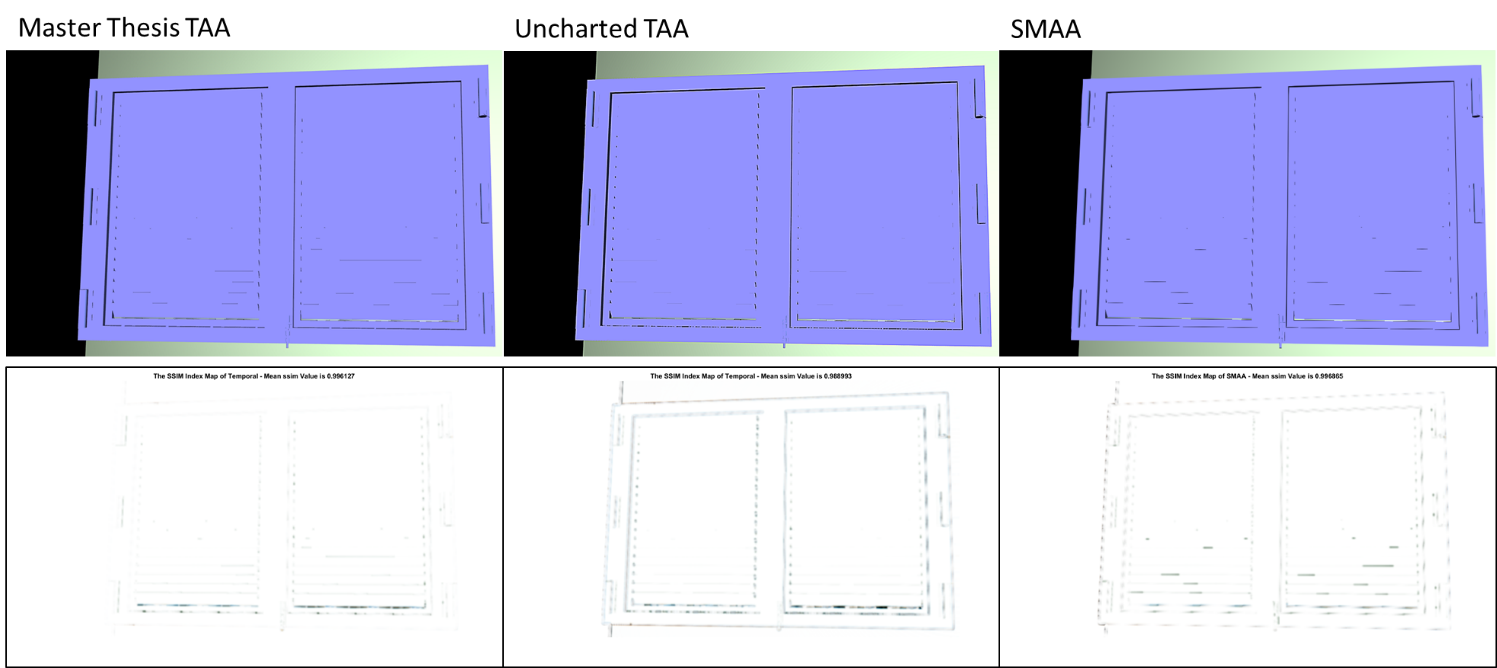 Master Thesis TAA
Uncharted TAA
SMAA
The SSIM Index Map of Temporal - Mean ssim Value is 0.996127
The SSIM Index Map of Temporal - Mean ssim Value is 0.988993
The SSIM Index Map of SMAA - Mean ssim Value is 0.996865